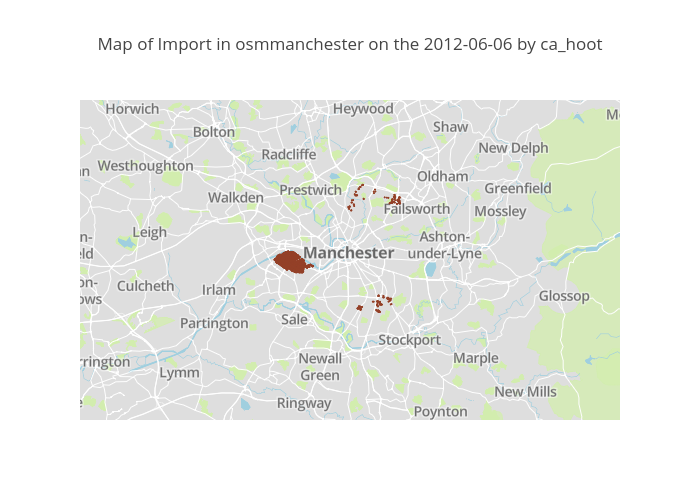 Map of Import in osmmanchester on the 2012-06-06 by ca_hoot
Horwich
Heywood
Bolton
Shaw
New Delph
Radcliffe
Westhoughton
Oldham
Prestwich
Greenfield
Walkden
Failsworth
Mossley
Leigh
Ashton-
under-Lyne
Manchester
Culcheth
Irlam
Glossop
Partington
Sale
Stockport
Newall
Green
Marple
Lymm
New Mills
Ringway
Poynton